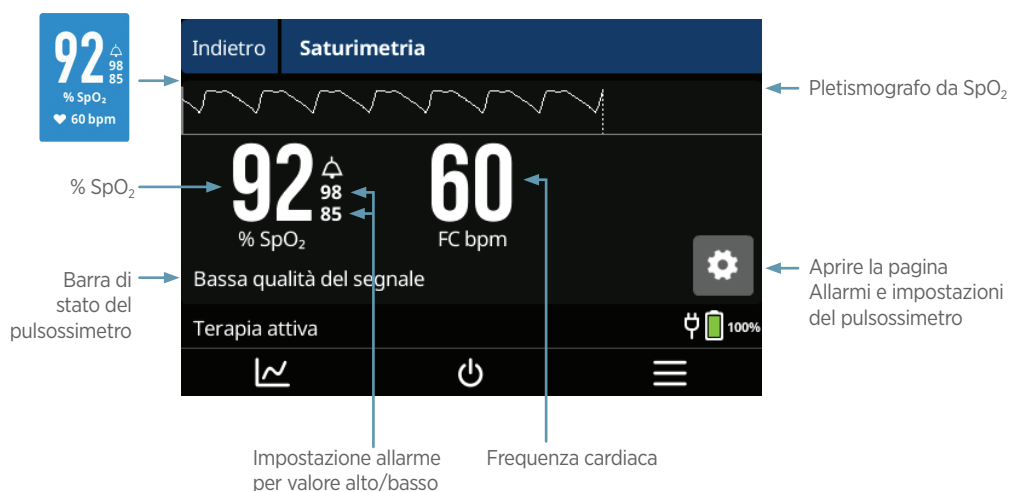 92
98
85
% SpO₂
60 bpm
Indietro
Saturimetria
Pletismografo da SpO₂
% SpO₂
92
98
85
% SpO₂
60
FC bpm
Barra di
stato del
pulsossimetro
Bassa qualità del segnale
Aprire la pagina
Allarmi e impostazioni
del pulsossimetro
Terapia attiva
100%
Impostazione allarme
per valore alto/basso
Frequenza cardiaca